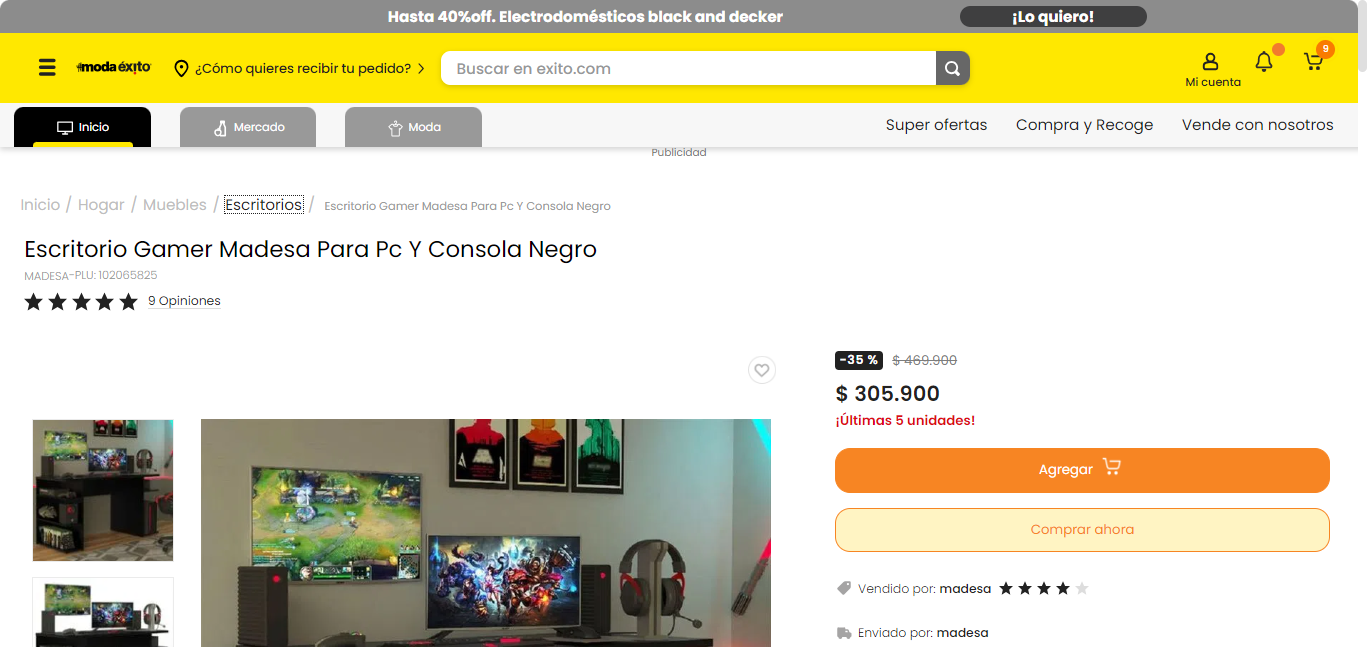 Hasta 40%off. Electrodomésticos black and decker
¡Lo quiero!
moda éxito
¿Cómo quieres recibir tu pedido?
Buscar en exito.com
Mi cuenta
9
Inicio
Mercado
Moda
Super ofertas
Compra y Recoge
Vende con nosotros
Publicidad
Inicio / Hogar / Muebles / Escritorios / Escritorio Gamer Madesa Para Pc Y Consola Negro
Escritorio Gamer Madesa Para Pc Y Consola Negro
MADESA-PLU: 102065825
9 Opiniones
-35 % $ 469.900
$ 305.900
¡Últimas 5 unidades!
Agregar
Comprar ahora
Vendido por: madesa
Enviado por: madesa